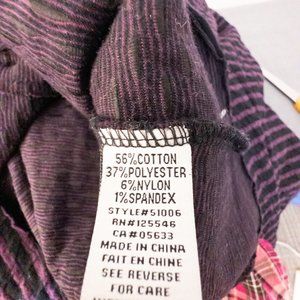 56%COTTON
37%POLYESTER
6%NYLON
1%SPANDEX
STYLE#51006
RN#125546
CA#05633
MADE IN CHINA
FAIT EN CHINE
SEE REVERSE
FOR CARE